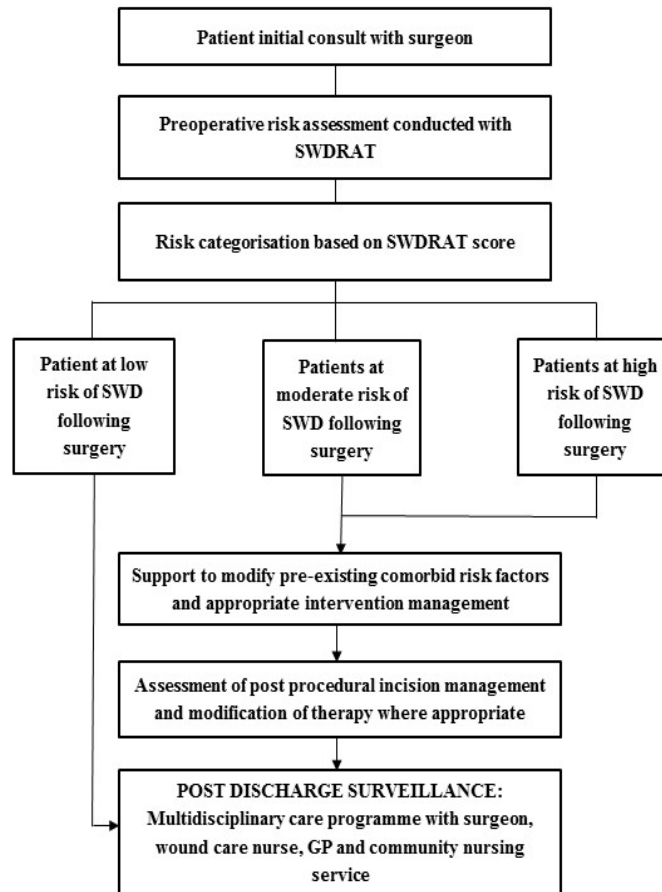 Patient initial consult with surgeon
Preoperative risk assessment conducted with
SWDRAT
Risk categorisation based on SWDRAT score
Patient at low
risk of SWD
following
surgery
Patients at
moderate risk of
SWD following
surgery
Patients at high
risk of SWD
following
surgery
Support to modify pre-existing comorbid risk factors
and appropriate intervention management
Assessment of post procedural incision management
and modification of therapy where appropriate
POST DISCHARGE SURVEILLANCE:
Multidisciplinary care programme with surgeon,
wound care nurse, GP and community nursing
service